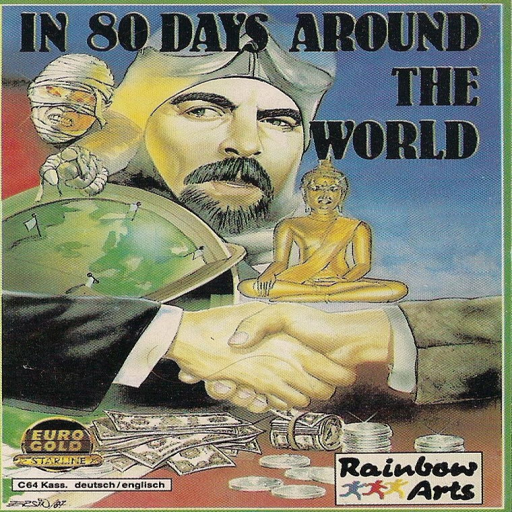 IN 80 DAYS AROUND
THE
WORLD
EURO
GOLD
STARLINE
C64 Kass. deutsch/englisch
Rainbow
Arts